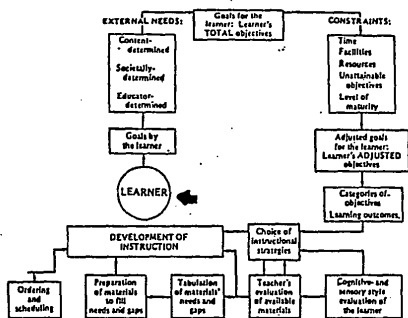 EXTERNAL NEEDS:
Goals for the
learner: Learner's
TOTAL objectives
CONSTRAINTS:
Content-
determined
Societally-
determined
Educator-
determined
Time
Facilities
Resources
Unattainable
objectives
Level of
maturity
Goals by
the learner
Adjusted goals
for the learner:
Learner's ADJUSTED
objectives
LEARNER
Categories of
objectives
Learning outcomes.
DEVELOPMENT OF
INSTRUCTION
Choice of
instructional
strategies
Ordering
and
scheduling
Preparation
of materials
to fill
needs and gaps
Tabulation
of materials'
needs and
gaps
Teacher's
evaluation
of available
materials
Cognitive- and
sensory style
evaluation of
the learner